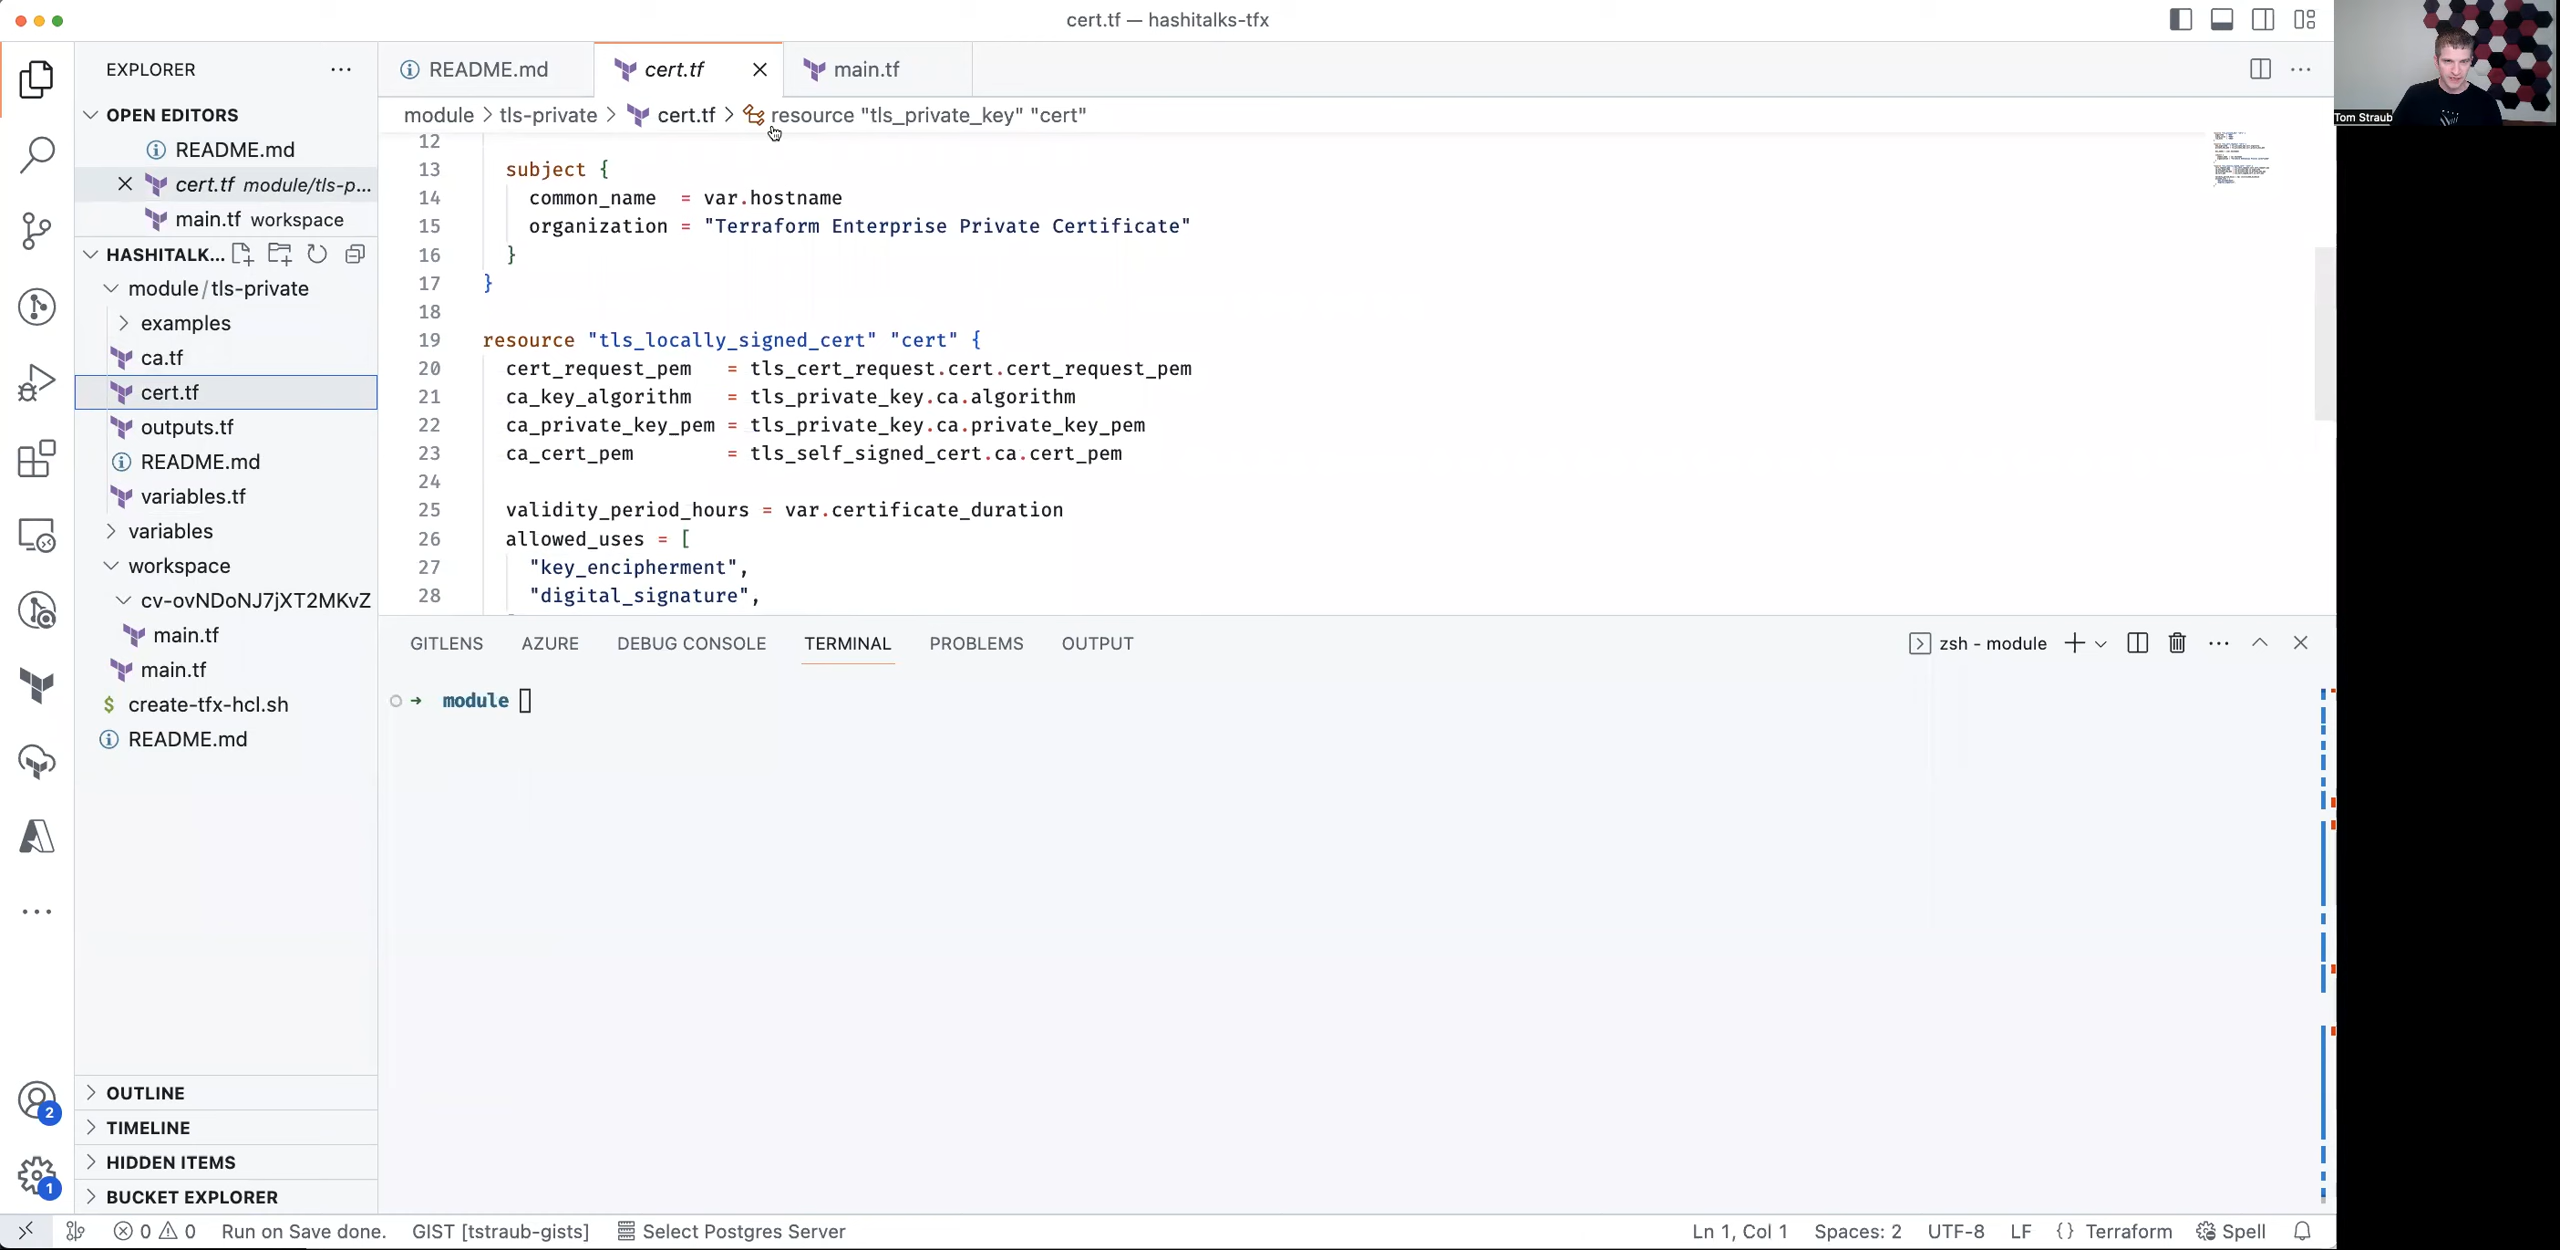 cert.tf — hashitalks-tfx
Tom Straub
EXPLORER
OPEN EDITORS
README.md
cert.tf module/tls-p...
main.tf workspace
HASHITALK...
module / tls-private
examples
ca.tf
cert.tf
outputs.tf
README.md
variables.tf
variables
workspace
cv-ovNDoNJ7jXT2MKvZ
main.tf
main.tf
$ create-tfx-hcl.sh
README.md
OUTLINE
TIMELINE
HIDDEN ITEMS
BUCKET EXPLORER
2
1
README.md cert.tf main.tf
module > tls-private > cert.tf > resource "tls_private_key" "cert"
12
13 subject {
14 common_name = var.hostname
15 organization = "Terraform Enterprise Private Certificate"
16 }
17 }
18
19 resource "tls_locally_signed_cert" "cert" {
20 cert_request_pem = tls_cert_request.cert.cert_request_pem
21 ca_key_algorithm = tls_private_key.ca.algorithm
22 ca_private_key_pem = tls_private_key.ca.private_key_pem
23 ca_cert_pem = tls_self_signed_cert.ca.cert_pem
24
25 validity_period_hours = var.certificate_duration
26 allowed_uses = [
27 "key_encipherment",
28 "digital_signature",
GITLENS AZURE DEBUG CONSOLE TERMINAL PROBLEMS OUTPUT
zsh - module
→ module
0 0 Run on Save done. GIST [tstraub-gists] Select Postgres Server Ln 1, Col 1 Spaces: 2 UTF-8 LF {} Terraform Spell